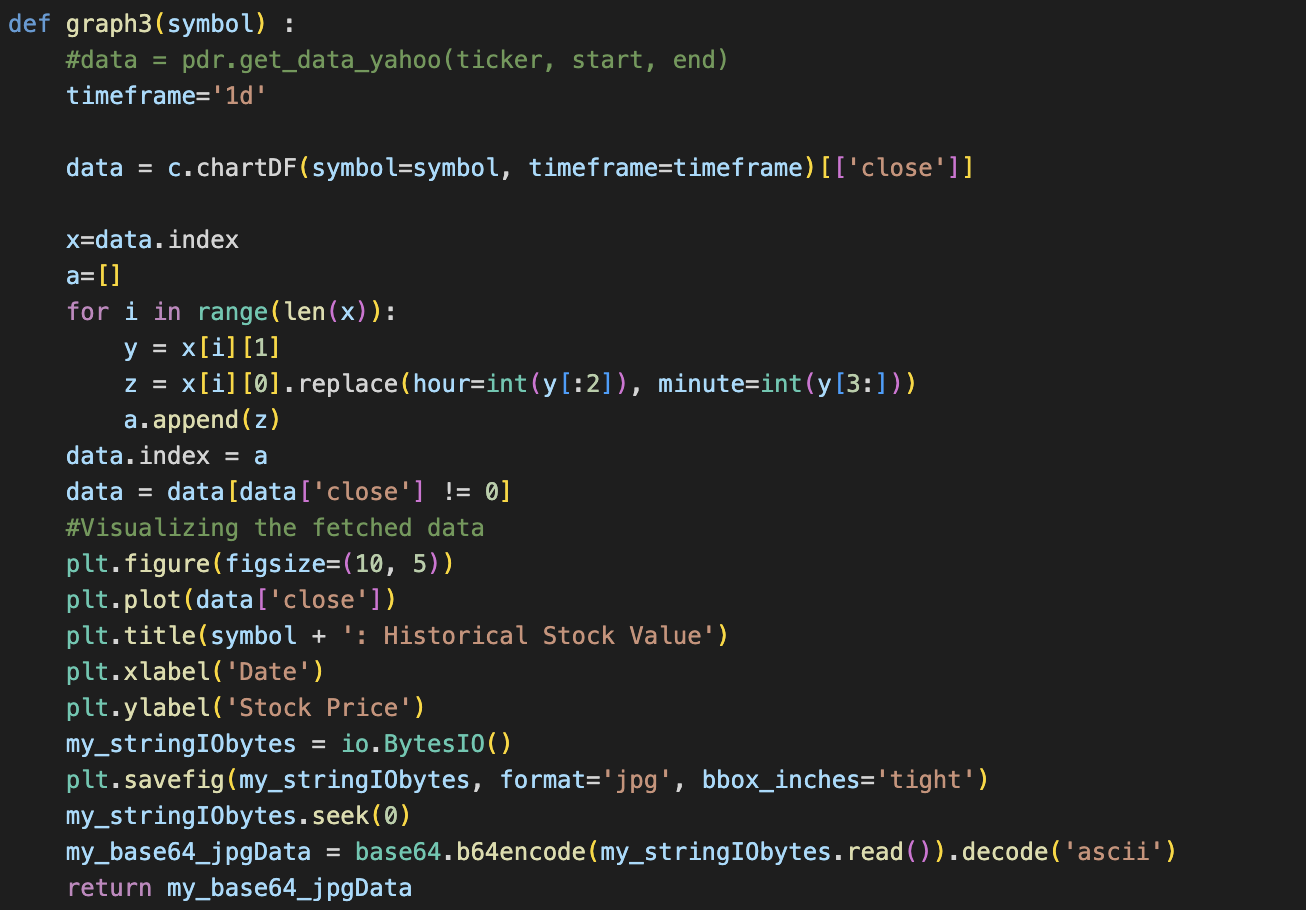 def graph3(symbol) :
    #data = pdr.get_data_yahoo(ticker, start, end)
    timeframe='1d'

    data = c.chartDF(symbol=symbol, timeframe=timeframe)[['close']]

    x=data.index
    a=[]
    for i in range(len(x)):
        y = x[i][1]
        z = x[i][0].replace(hour=int(y[:2]), minute=int(y[3:]))
        a.append(z)
    data.index = a
    data = data[data['close'] != 0]
    #Visualizing the fetched data
    plt.figure(figsize=(10, 5))
    plt.plot(data['close'])
    plt.title(symbol + ': Historical Stock Value')
    plt.xlabel('Date')
    plt.ylabel('Stock Price')
    my_stringIObytes = io.BytesIO()
    plt.savefig(my_stringIObytes, format='jpg', bbox_inches='tight')
    my_stringIObytes.seek(0)
    my_base64_jpgData = base64.b64encode(my_stringIObytes.read()).decode('ascii')
    return my_base64_jpgData